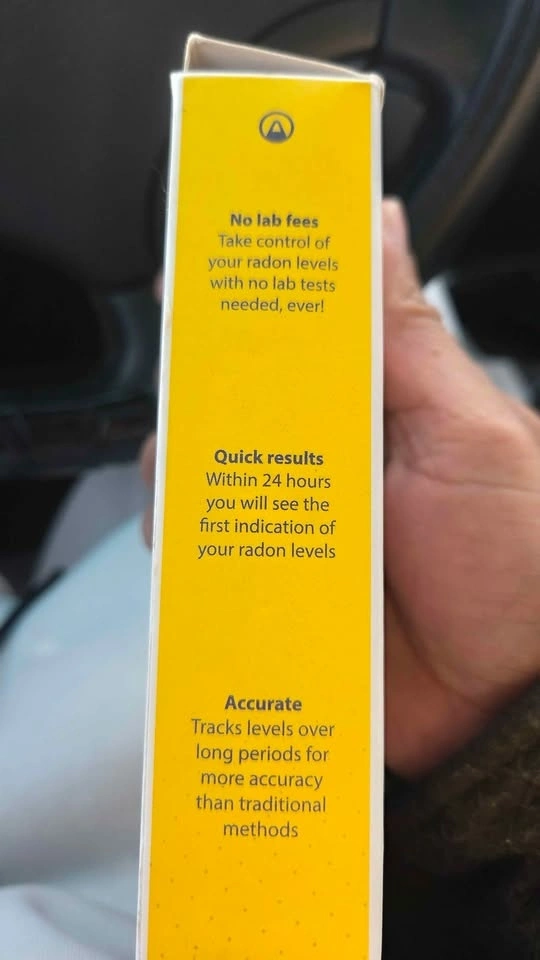 No lab fees
Take control of
your radon levels
with no lab tests
needed, ever!
Quick results
Within 24 hours
you will see the
first indication of
your radon levels
Accurate
Tracks levels over
long periods for
more accuracy
than traditional
methods